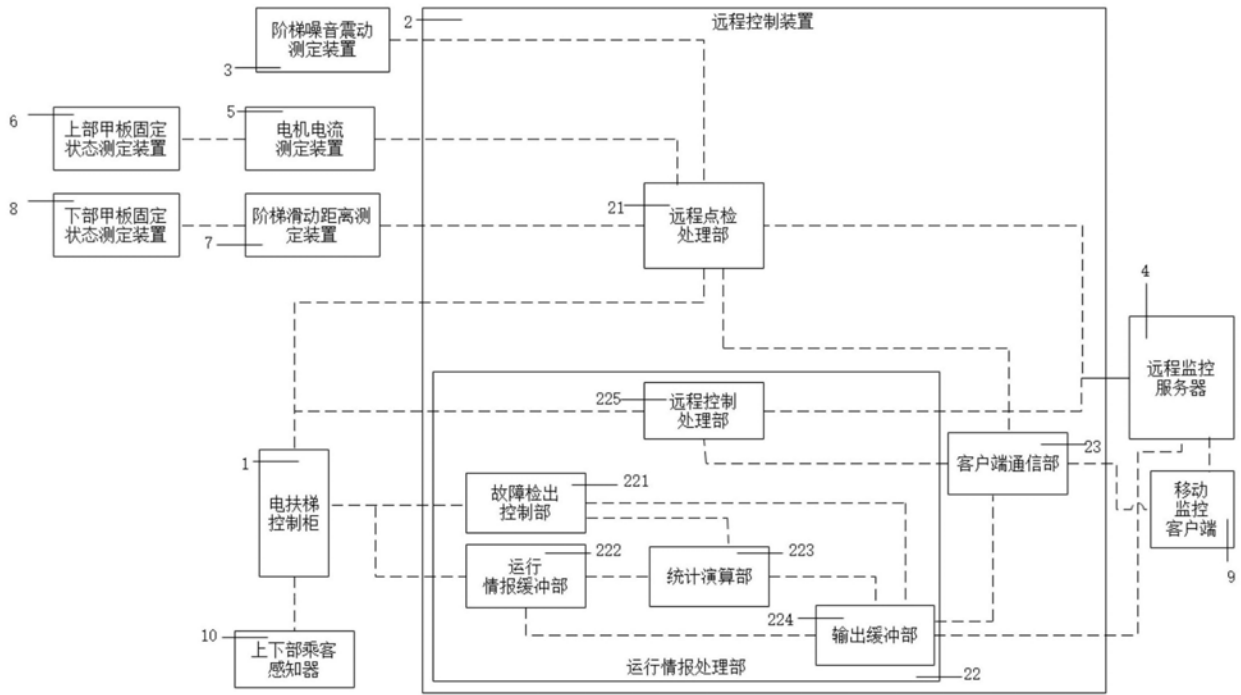 2
远程控制装置
阶梯噪音震动
测定装置
3
6
上部甲板固定
状态测定装置
5
电机电流
测定装置
8
下部甲板固定
状态测定装置
阶梯滑动距离测
定装置
7
21
远程点检
处理部
4
远程监控
服务器
225
远程控制
处理部
23
客户端通信部
1
电扶梯
控制柜
221
故障检出
控制部
移动
监控
客户端
9
222
运行
情报缓冲部
223
统计演算部
224
输出缓冲部
10
上下部乘客
感知器
运行情报处理部
22